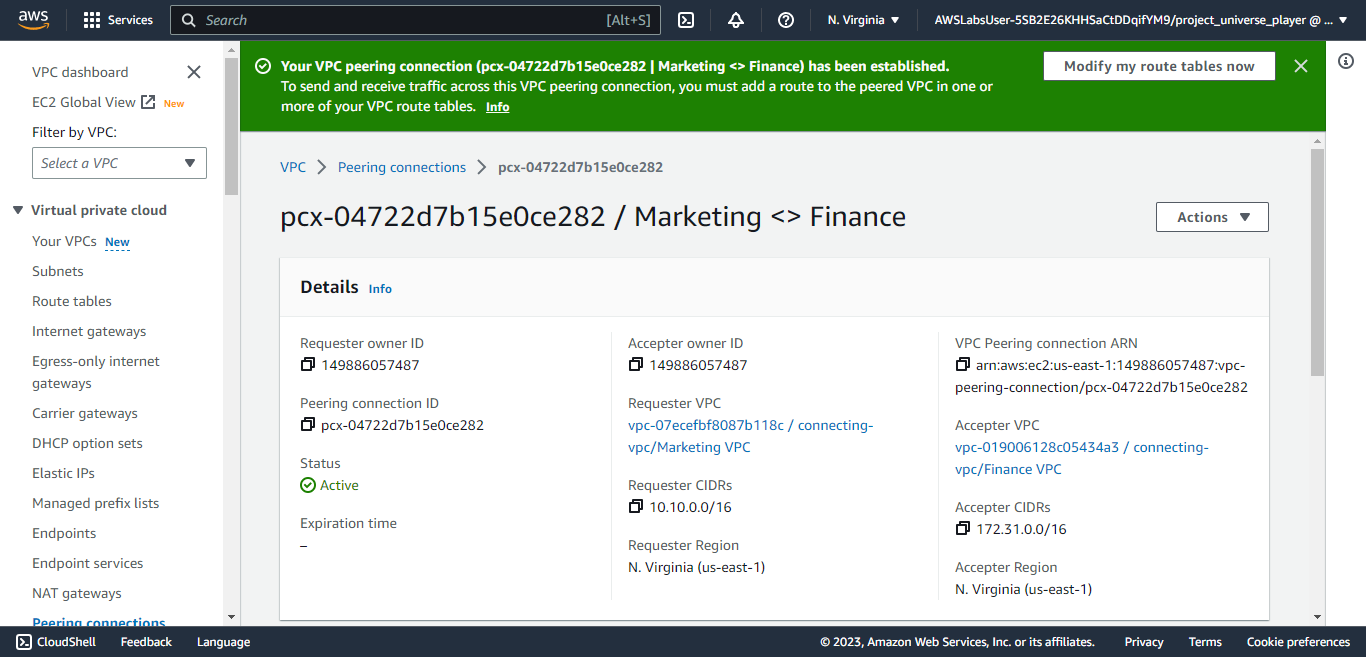 aws
Services
Search
[Alt+S]
N. Virginia
AWSLabsUser-5SB2E26KHHSaCtDDqifYM9/project_universe_player @ ...
VPC dashboard
EC2 Global View New
Filter by VPC:
Select a VPC
Virtual private cloud
Your VPCs New
Subnets
Route tables
Internet gateways
Egress-only internet
gateways
Carrier gateways
DHCP option sets
Elastic IPs
Managed prefix lists
Endpoints
Endpoint services
NAT gateways
Peering connections
Your VPC peering connection (pcx-04722d7b15e0ce282 | Marketing <> Finance) has been established.
To send and receive traffic across this VPC peering connection, you must add a route to the peered VPC in one or
more of your VPC route tables. Info
Modify my route tables now
VPC > Peering connections > pcx-04722d7b15e0ce282
pcx-04722d7b15e0ce282 / Marketing <> Finance
Actions
Details Info
Requester owner ID
149886057487
Peering connection ID
pcx-04722d7b15e0ce282
Status
Active
Expiration time
–
Accepter owner ID
149886057487
Requester VPC
vpc-07ecefbf8087b118c / connecting-
vpc/Marketing VPC
Requester CIDRs
10.10.0.0/16
Requester Region
N. Virginia (us-east-1)
VPC Peering connection ARN
arn:aws:ec2:us-east-1:149886057487:vpc-
peering-connection/pcx-04722d7b15e0ce282
Accepter VPC
vpc-019006128c05434a3 / connecting-
vpc/Finance VPC
Accepter CIDRs
172.31.0.0/16
Accepter Region
N. Virginia (us-east-1)
CloudShell
Feedback
Language
© 2023, Amazon Web Services, Inc. or its affiliates.
Privacy
Terms
Cookie preferences